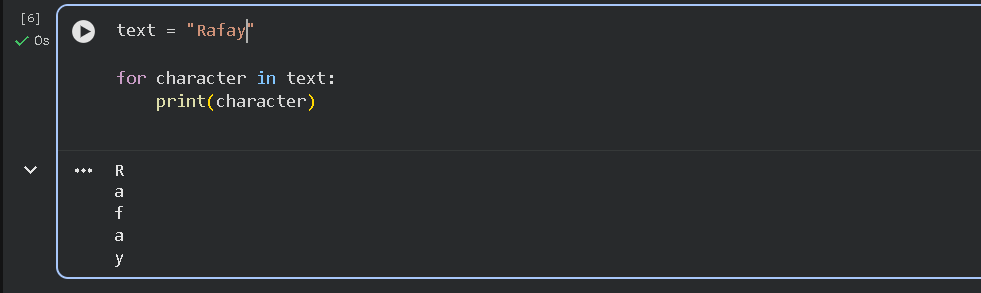 [6]
0s
text = "Rafay"
for character in text:
    print(character)
R
a
f
a
y